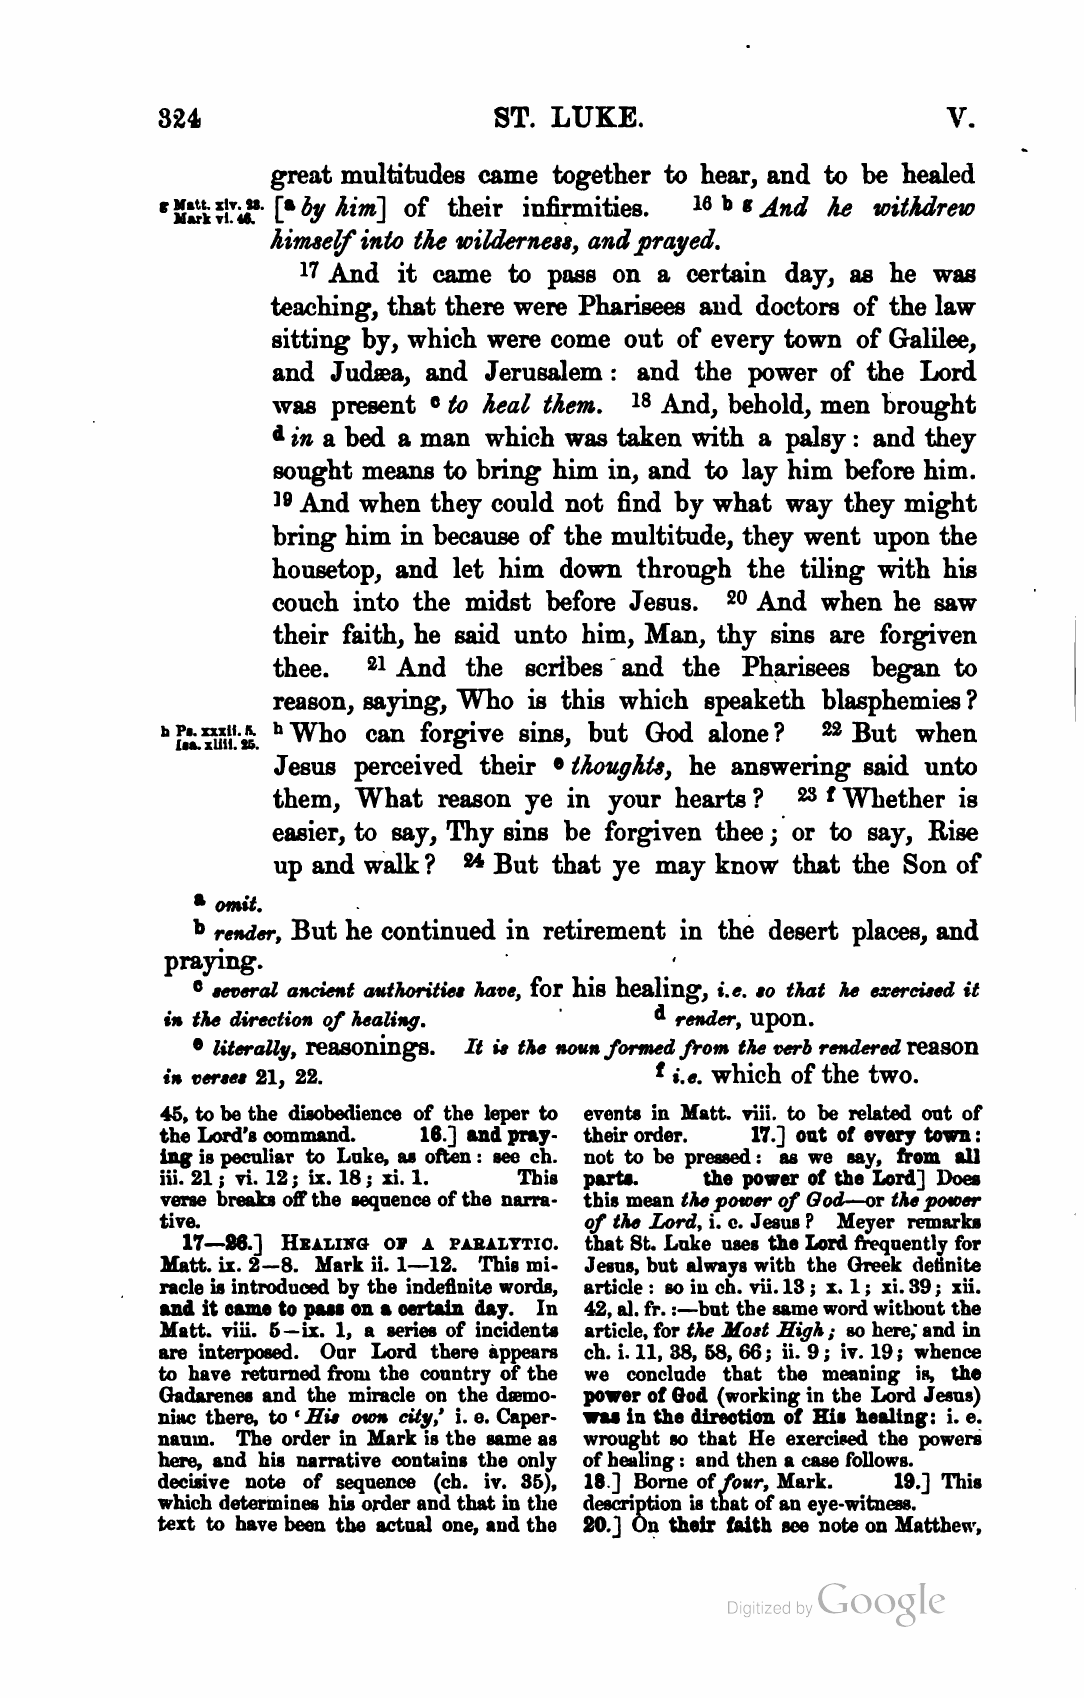 324 ST. LUKE. V.
great multitudes came together to hear, and to be healed
g Matt. xiv. 23.
Mark vi. 46.
[a by him] of their infirmities. 16 b g And he withdrew
himself into the wilderness, and prayed.
17 And it came to pass on a certain day, as he was
teaching, that there were Pharisees and doctors of the law
sitting by, which were come out of every town of Galilee,
and Judæa, and Jerusalem : and the power of the Lord
was present c to heal them. 18 And, behold, men brought
d in a bed a man which was taken with a palsy : and they
sought means to bring him in, and to lay him before him.
19 And when they could not find by what way they might
bring him in because of the multitude, they went upon the
housetop, and let him down through the tiling with his
couch into the midst before Jesus. 20 And when he saw
their faith, he said unto him, Man, thy sins are forgiven
thee. 21 And the scribes and the Pharisees began to
reason, saying, Who is this which speaketh blasphemies ?
h Ps. xxxii. 5.
Isa. xliii. 25.
h Who can forgive sins, but God alone ? 22 But when
Jesus perceived their e thoughts, he answering said unto
them, What reason ye in your hearts ? 23 f Whether is
easier, to say, Thy sins be forgiven thee ; or to say, Rise
up and walk ? 24 But that ye may know that the Son of
a omit.
b render, But he continued in retirement in the desert places, and
praying.
c several ancient authorities have, for his healing, i.e. so that he exercised it
in the direction of healing. d render, upon.
e literally, reasonings. It is the noun formed from the verb rendered reason
in verses 21, 22. f i.e. which of the two.
45, to be the disobedience of the leper to
the Lord's command. 16.] and pray-
ing is peculiar to Luke, as often : see ch.
iii. 21 ; vi. 12 ; ix. 18 ; xi. 1. This
verse breaks off the sequence of the narra-
tive.
17—26.] HEALING OF A PARALYTIC.
Matt. ix. 2—8. Mark ii. 1—12. This mi-
racle is introduced by the indefinite words,
and it came to pass on a certain day. In
Matt. viii. 5—ix. 1, a series of incidents
are interposed. Our Lord there appears
to have returned from the country of the
Gadarenes and the miracle on the dæmo-
niac there, to ' His own city,' i. e. Caper-
naum. The order in Mark is the same as
here, and his narrative contains the only
decisive note of sequence (ch. iv. 35),
which determines his order and that in the
text to have been the actual one, and the
events in Matt. viii. to be related out of
their order. 17.] out of every town :
not to be pressed : as we say, from all
parts. the power of the Lord] Does
this mean the power of God—or the power
of the Lord, i. e. Jesus ? Meyer remarks
that St. Luke uses the Lord frequently for
Jesus, but always with the Greek definite
article : so in ch. vii. 13 ; x. 1 ; xi. 39 ; xii.
42, al. fr. :—but the same word without the
article, for the Most High ; so here, and in
ch. i. 11, 38, 58, 66 ; ii. 9 ; iv. 19 ; whence
we conclude that the meaning is, the
power of God (working in the Lord Jesus)
was in the direction of His healing: i. e.
wrought so that He exercised the powers
of healing : and then a case follows.
18.] Borne of four, Mark. 19.] This
description is that of an eye-witness.
20.] On their faith see note on Matthew,
Digitized by Google